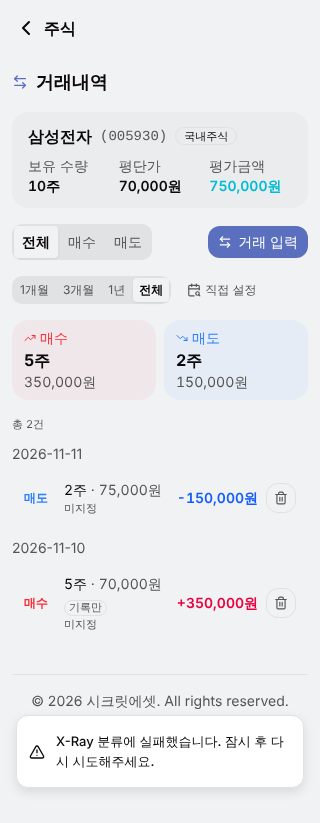 주식
거래내역
삼성전자 (005930) 국내주식
보유 수량 평단가 평가금액
10주 70,000원 750,000원
전체 매수 매도 거래 입력
1개월 3개월 1년 전체 직접 설정
매수 매도
5주 2주
350,000원 150,000원
총 2건
2026-11-11
매도 2주 · 75,000원 -150,000원
미지정
2026-11-10
매수 5주 · 70,000원 +350,000원
기록만
미지정
© 2026 시크릿에셋. All rights reserved.
X-Ray 분류에 실패했습니다. 잠시 후 다
시 시도해주세요.